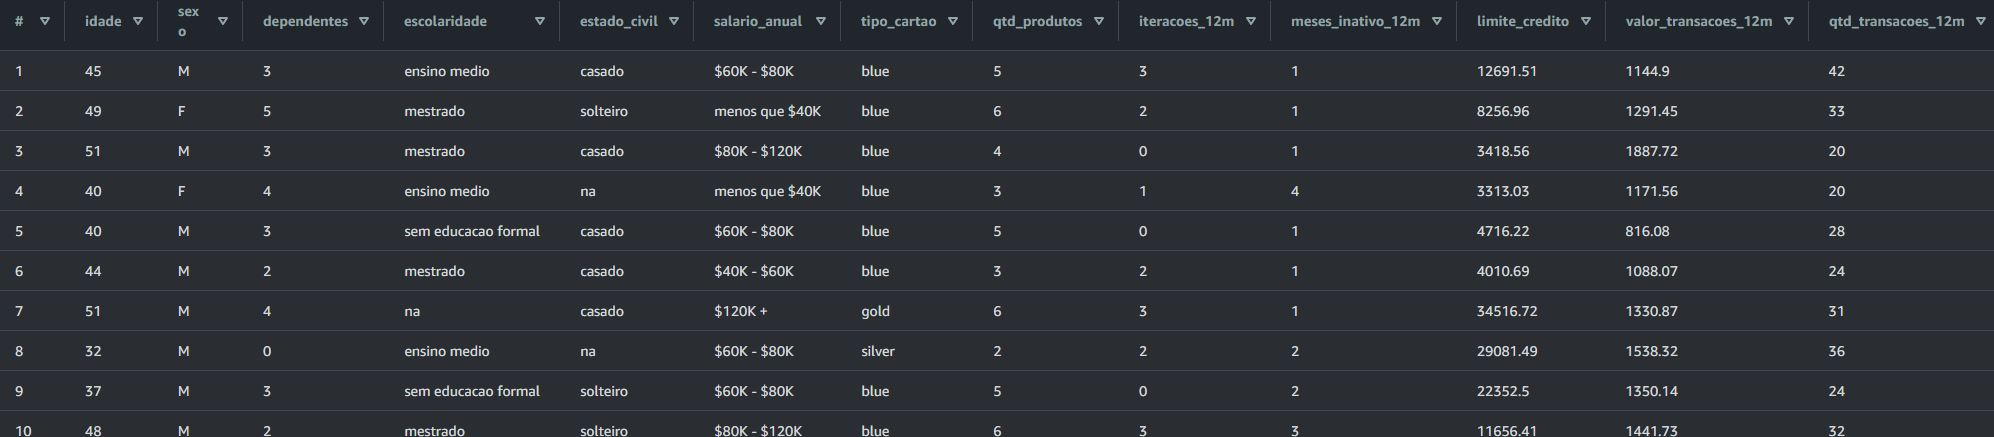 # idade sexo dependentes escolaridade estado_civil salario_anual tipo_cartao qtd_produtos iteracoes_12m meses_inativo_12m limite_credito valor_transacoes_12m qtd_transacoes_12m
1 45 M 3 ensino medio casado $60K - $80K blue 5 3 1 12691.51 1144.9 42
2 49 F 5 mestrado solteiro menos que $40K blue 6 2 1 8256.96 1291.45 33
3 51 M 3 mestrado casado $80K - $120K blue 4 0 1 3418.56 1887.72 20
4 40 F 4 ensino medio na menos que $40K blue 3 1 4 3313.03 1171.56 20
5 40 M 3 sem educacao formal casado $60K - $80K blue 5 0 1 4716.22 816.08 28
6 44 M 2 mestrado casado $40K - $60K blue 3 2 1 4010.69 1088.07 24
7 51 M 4 na casado $120K + gold 6 3 1 34516.72 1330.87 31
8 32 M 0 ensino medio na $60K - $80K silver 2 2 2 29081.49 1538.32 36
9 37 M 3 sem educacao formal solteiro $60K - $80K blue 5 0 2 22352.5 1350.14 24
10 48 M 2 mestrado solteiro $80K - $120K blue 6 3 3 11656.41 1441.73 32